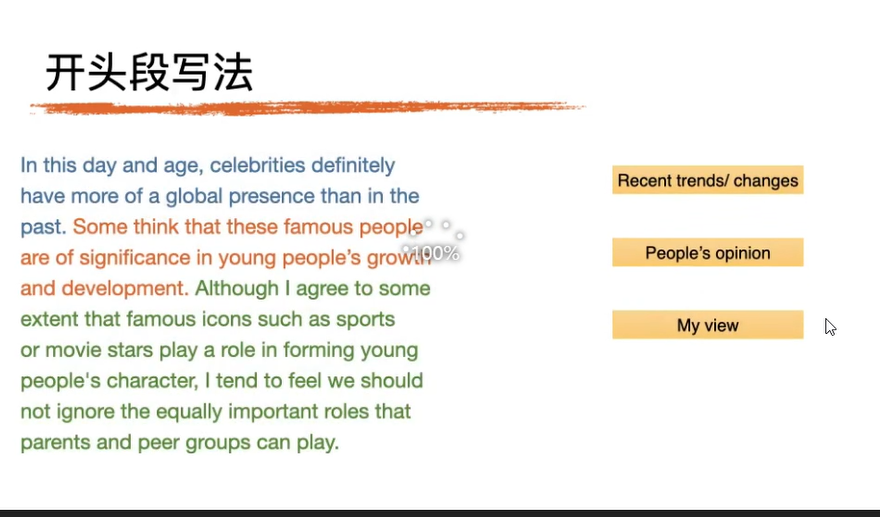 开头段写法
In this day and age, celebrities definitely
have more of a global presence than in the
past. Some think that these famous people
are of significance in young people's growth
and development. Although I agree to some
extent that famous icons such as sports
or movie stars play a role in forming young
people's character, I tend to feel we should
not ignore the equally important roles that
parents and peer groups can play.
100%
Recent trends/ changes
People's opinion
My view